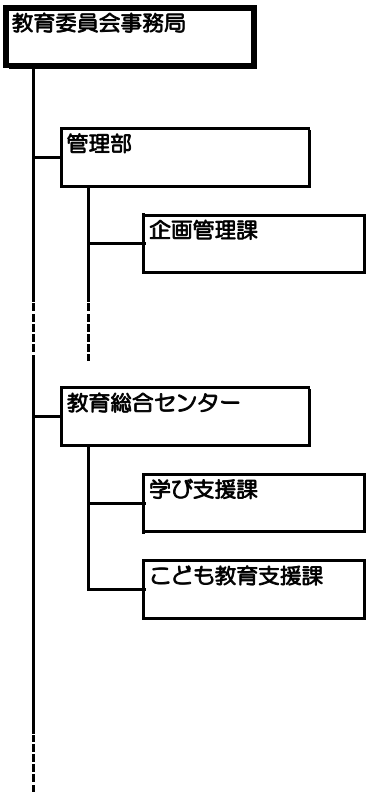 教育委員会事務局
管理部
企画管理課
教育総合センター
学び支援課
こども教育支援課